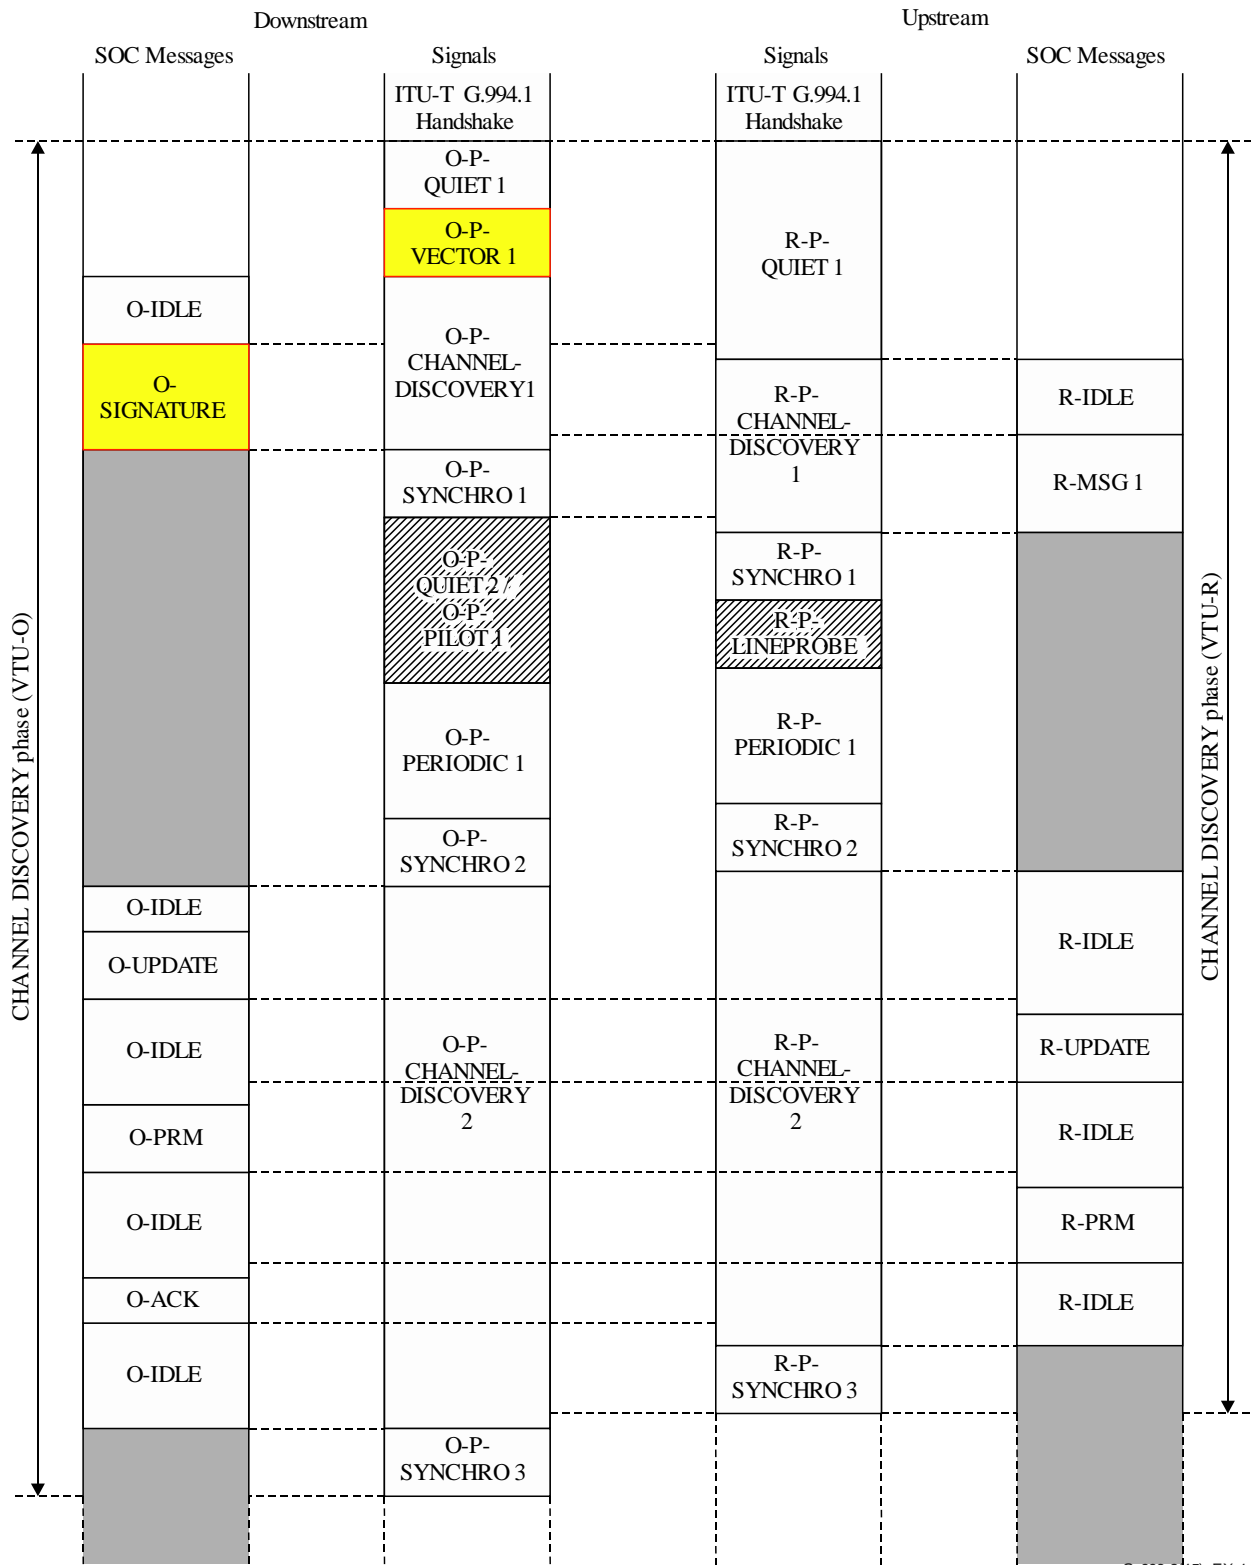 Downstream
Upstream
SOC Messages
Signals
Signals
SOC Messages
ITU-T G.994.1
Handshake
ITU-T G.994.1
Handshake
O-P-
QUIET 1
O-P-
VECTOR 1
R-P-
QUIET 1
O-IDLE
O-P-
CHANNEL-
DISCOVERY1
O-
SIGNATURE
R-P-
CHANNEL-
DISCOVERY
1
R-IDLE
O-P-
SYNCHRO 1
R-MSG 1
O-P-
QUIET 2 /
O-P-
PILOT 1
R-P-
SYNCHRO 1
R-P-
LINEPROBE
O-P-
PERIODIC 1
R-P-
PERIODIC 1
O-P-
SYNCHRO 2
R-P-
SYNCHRO 2
CHANNEL DISCOVERY phase (VTU-O)
CHANNEL DISCOVERY phase (VTU-R)
O-IDLE
O-UPDATE
R-IDLE
O-IDLE
O-P-
CHANNEL-
DISCOVERY
2
R-P-
CHANNEL-
DISCOVERY
2
R-UPDATE
O-PRM
R-IDLE
O-IDLE
R-PRM
O-ACK
R-IDLE
O-IDLE
R-P-
SYNCHRO 3
O-P-
SYNCHRO 3